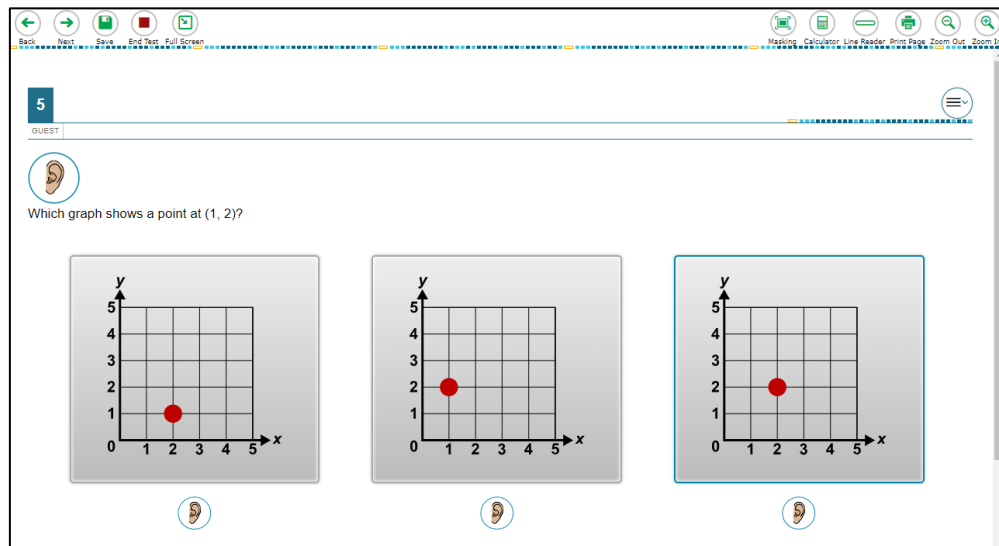 Back Next Save End Test Full Screen Masking Calculator Line Reader Print Page Zoom Out Zoom In
5
GUEST
Which graph shows a point at (1, 2)?
y y y
5 5 5
4 4 4
3 3 3
2 2 2
1 1 1
0 1 2 3 4 5 x 0 1 2 3 4 5 x 0 1 2 3 4 5 x